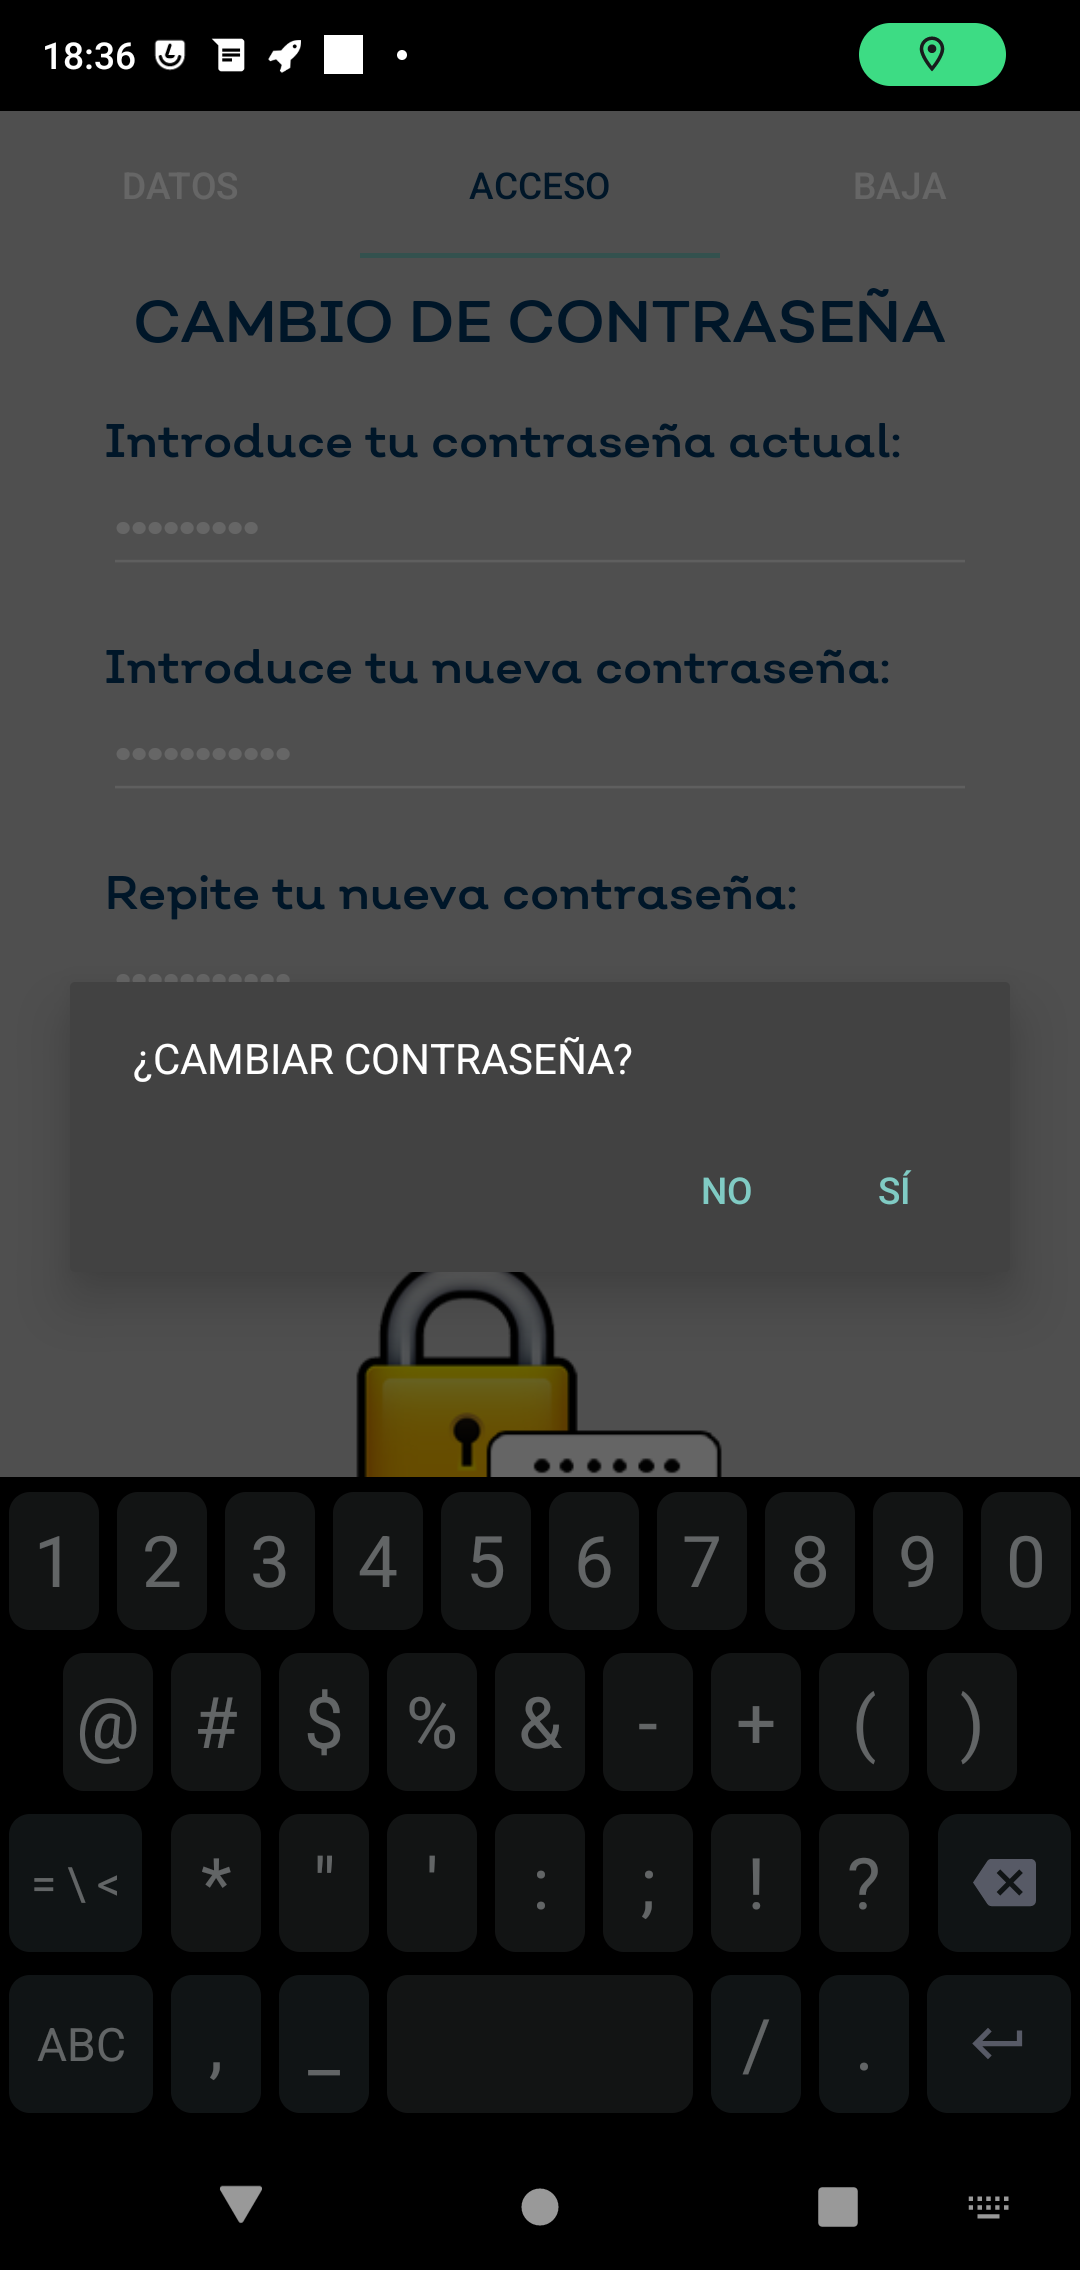 18:36
DATOS ACCESO BAJA
CAMBIO DE CONTRASEÑA
Introduce tu contraseña actual:
•••••••••
Introduce tu nueva contraseña:
•••••••••••
Repite tu nueva contraseña:
•••••••••••
¿CAMBIAR CONTRASEÑA?
NO SÍ
1 2 3 4 5 6 7 8 9 0
@ # $ % & - + ( )
= \ < * " ' : ; ! ?
ABC , _ / .